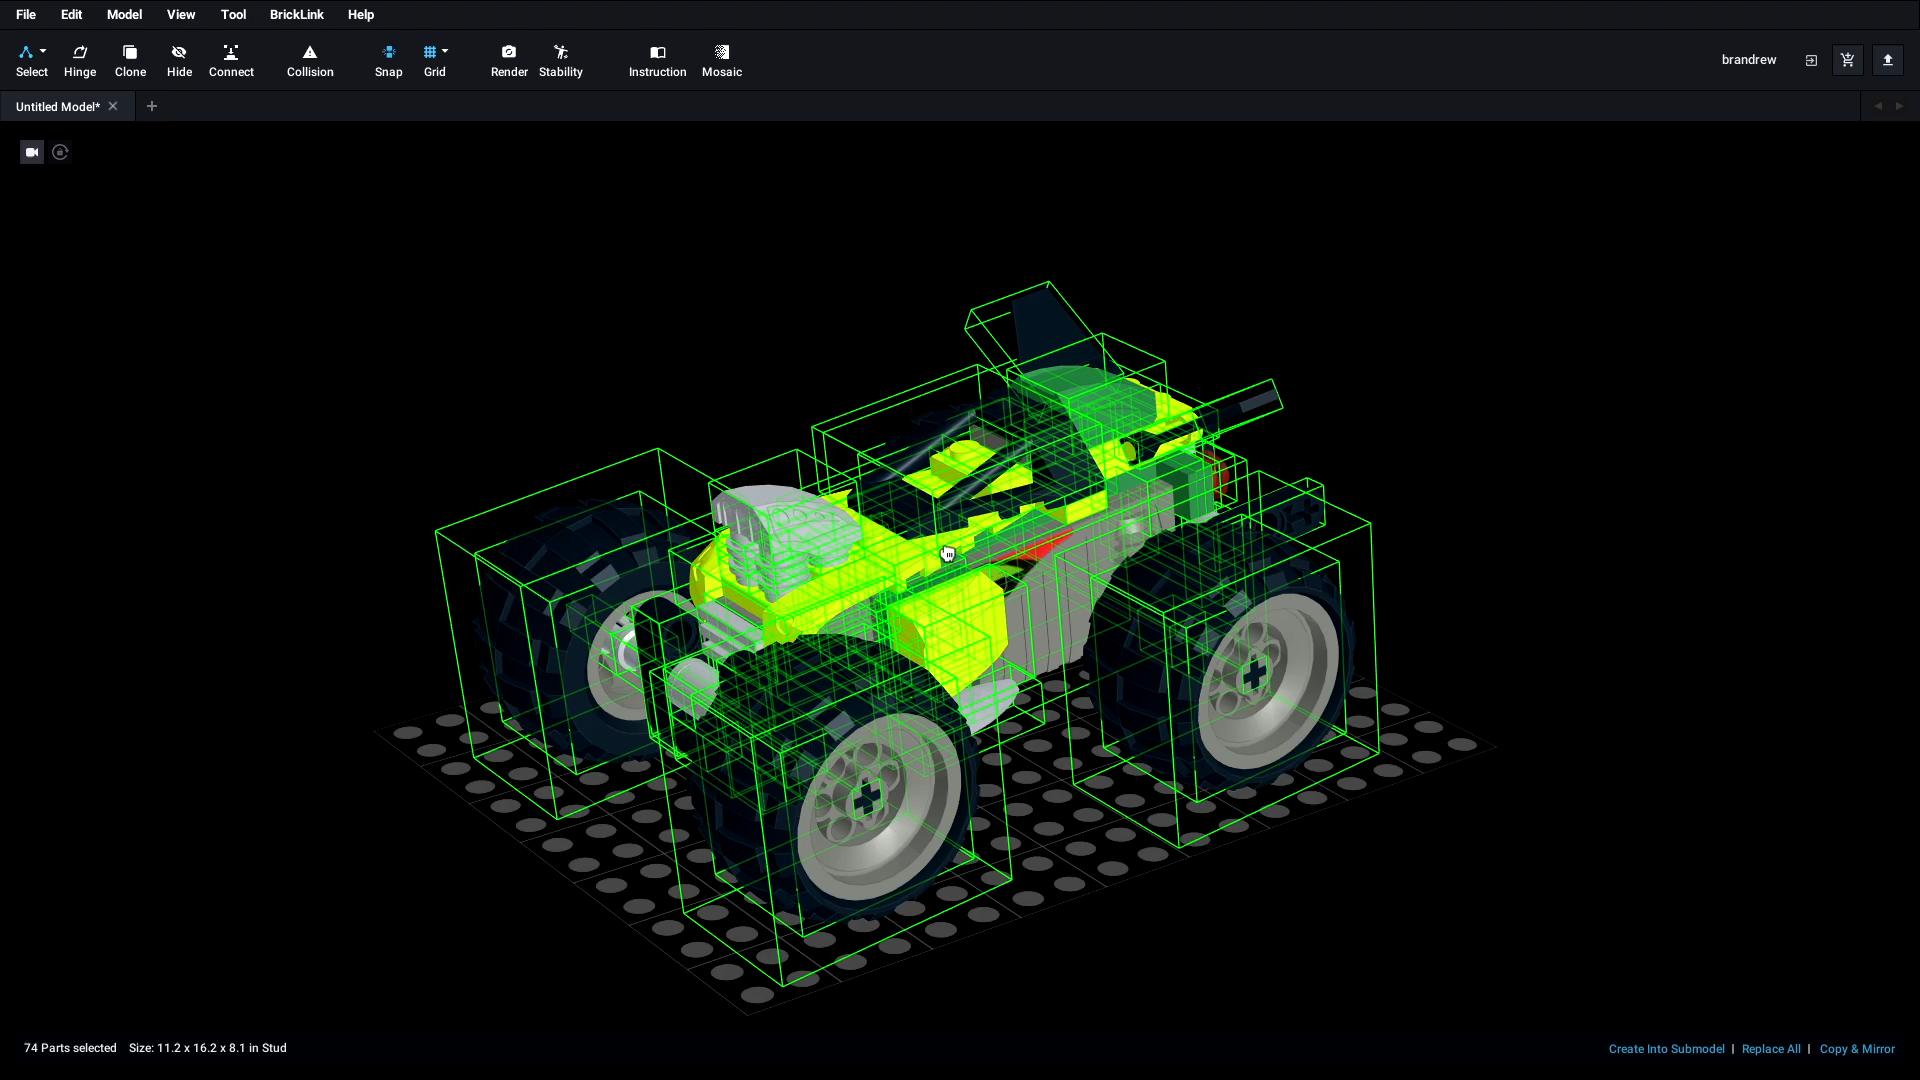 File Edit Model View Tool BrickLink Help
Select Hinge Clone Hide Connect Collision Snap Grid Render Stability Instruction Mosaic
brandrew
Untitled Model*
74 Parts selected Size: 11.2 x 16.2 x 8.1 in Stud
Create Into Submodel | Replace All | Copy & Mirror